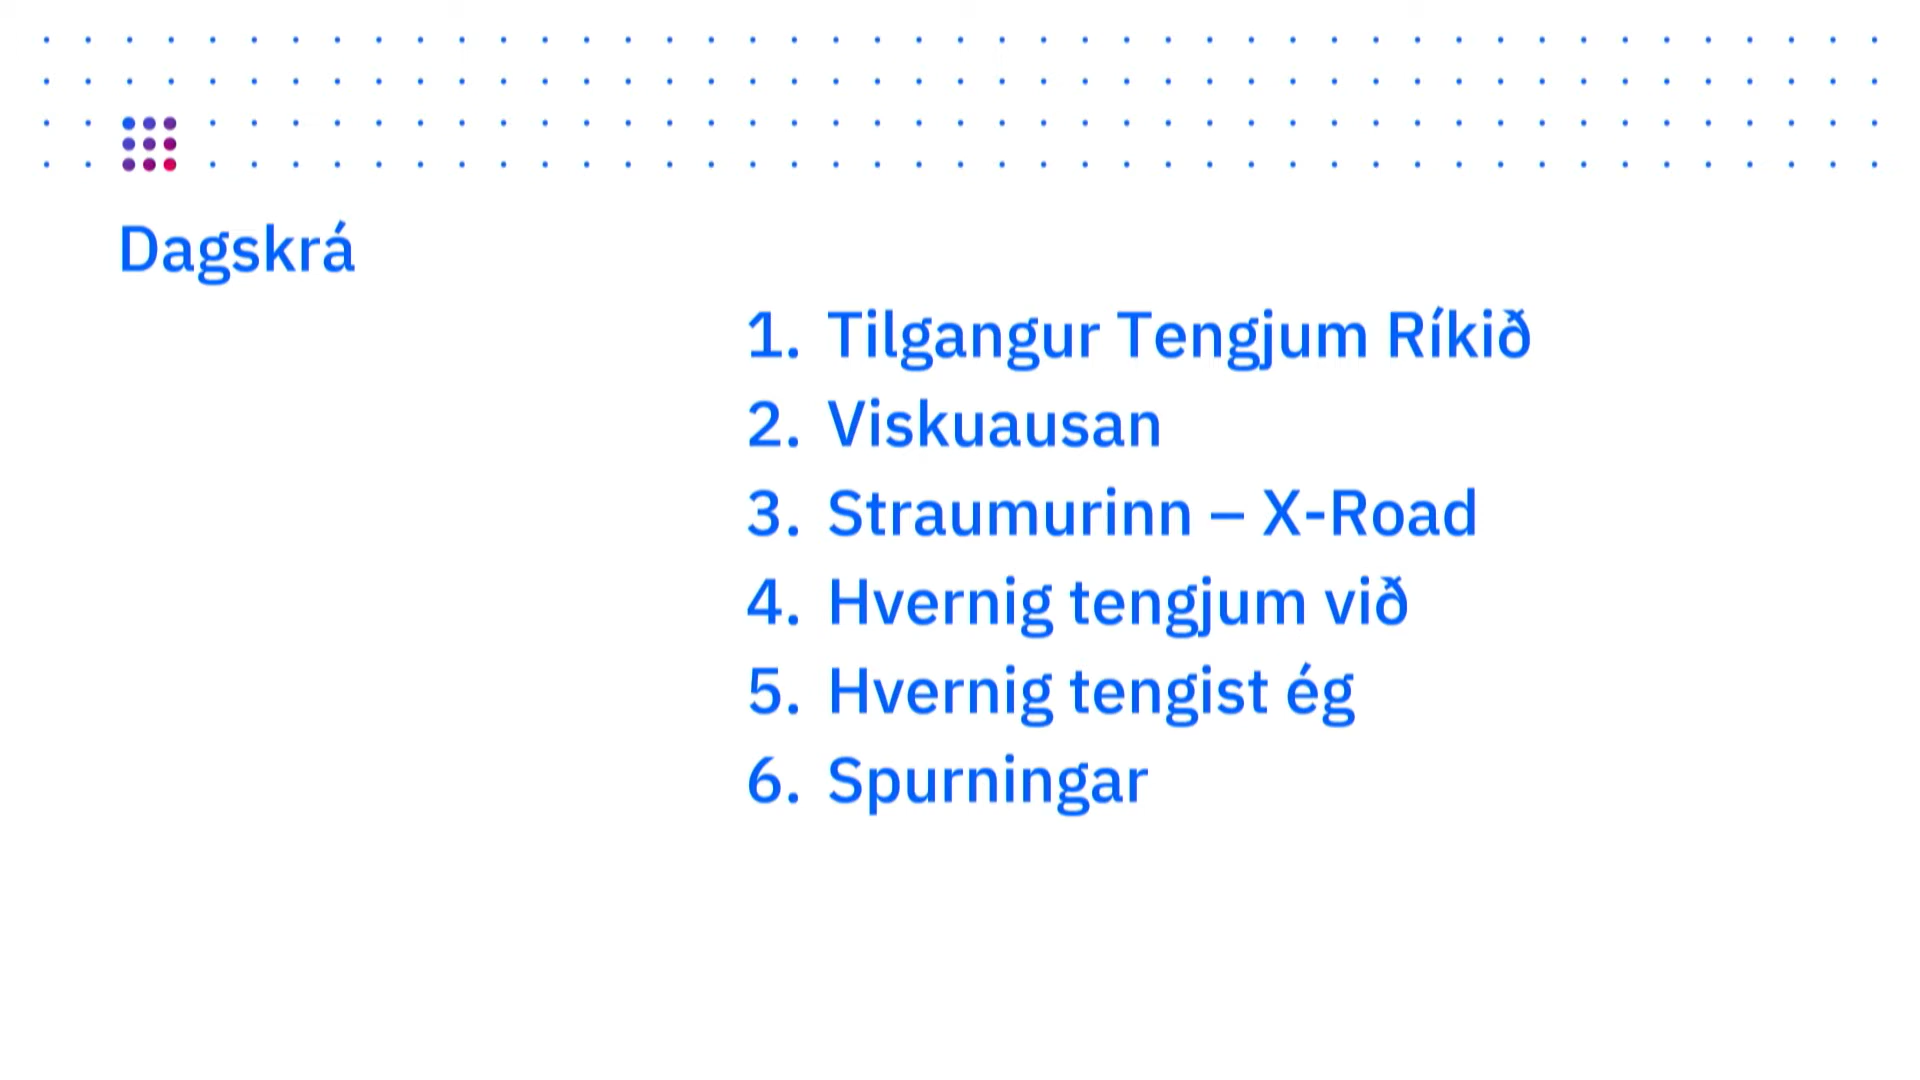 Dagskrá
1. Tilgangur Tengjum Ríkið
2. Viskuausan
3. Straumurinn – X-Road
4. Hvernig tengjum við
5. Hvernig tengist ég
6. Spurningar